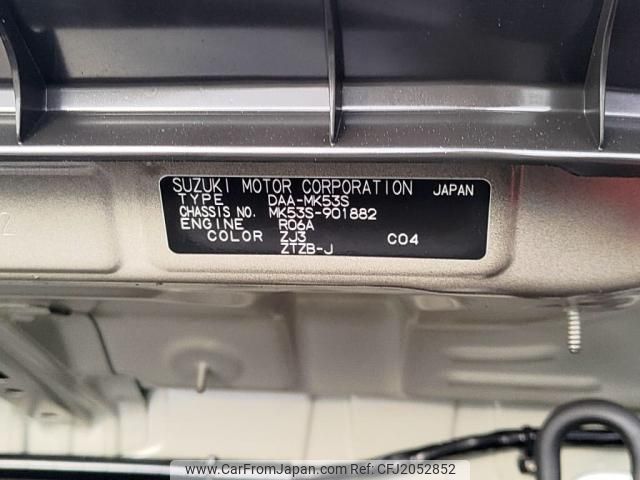 SUZUKI MOTOR CORPORATION JAPAN
TYPE DAA-MK53S
CHASSIS NO. MK53S-901882
ENGINE R06A
COLOR ZJ3 C04
ZTZB-J
© CarFromJapan.com - Ref No CFJ2052852